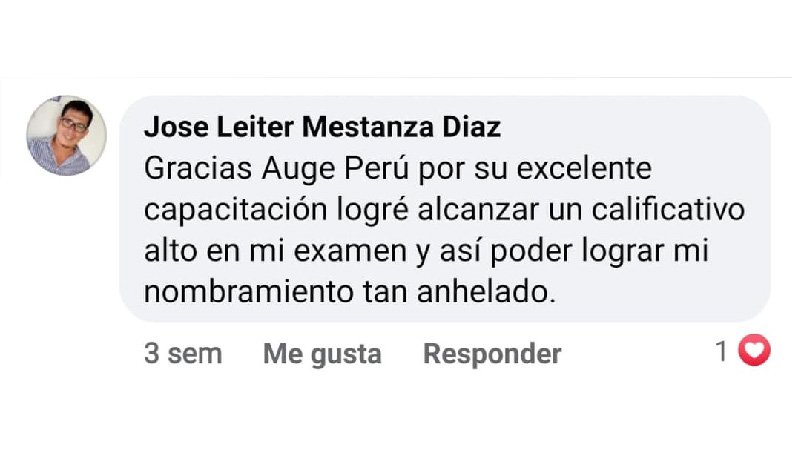 Jose Leiter Mestanza Diaz
Gracias Auge Perú por su excelente
capacitación logré alcanzar un calificativo
alto en mi examen y así poder lograr mi
nombramiento tan anhelado.
3 sem Me gusta Responder 1